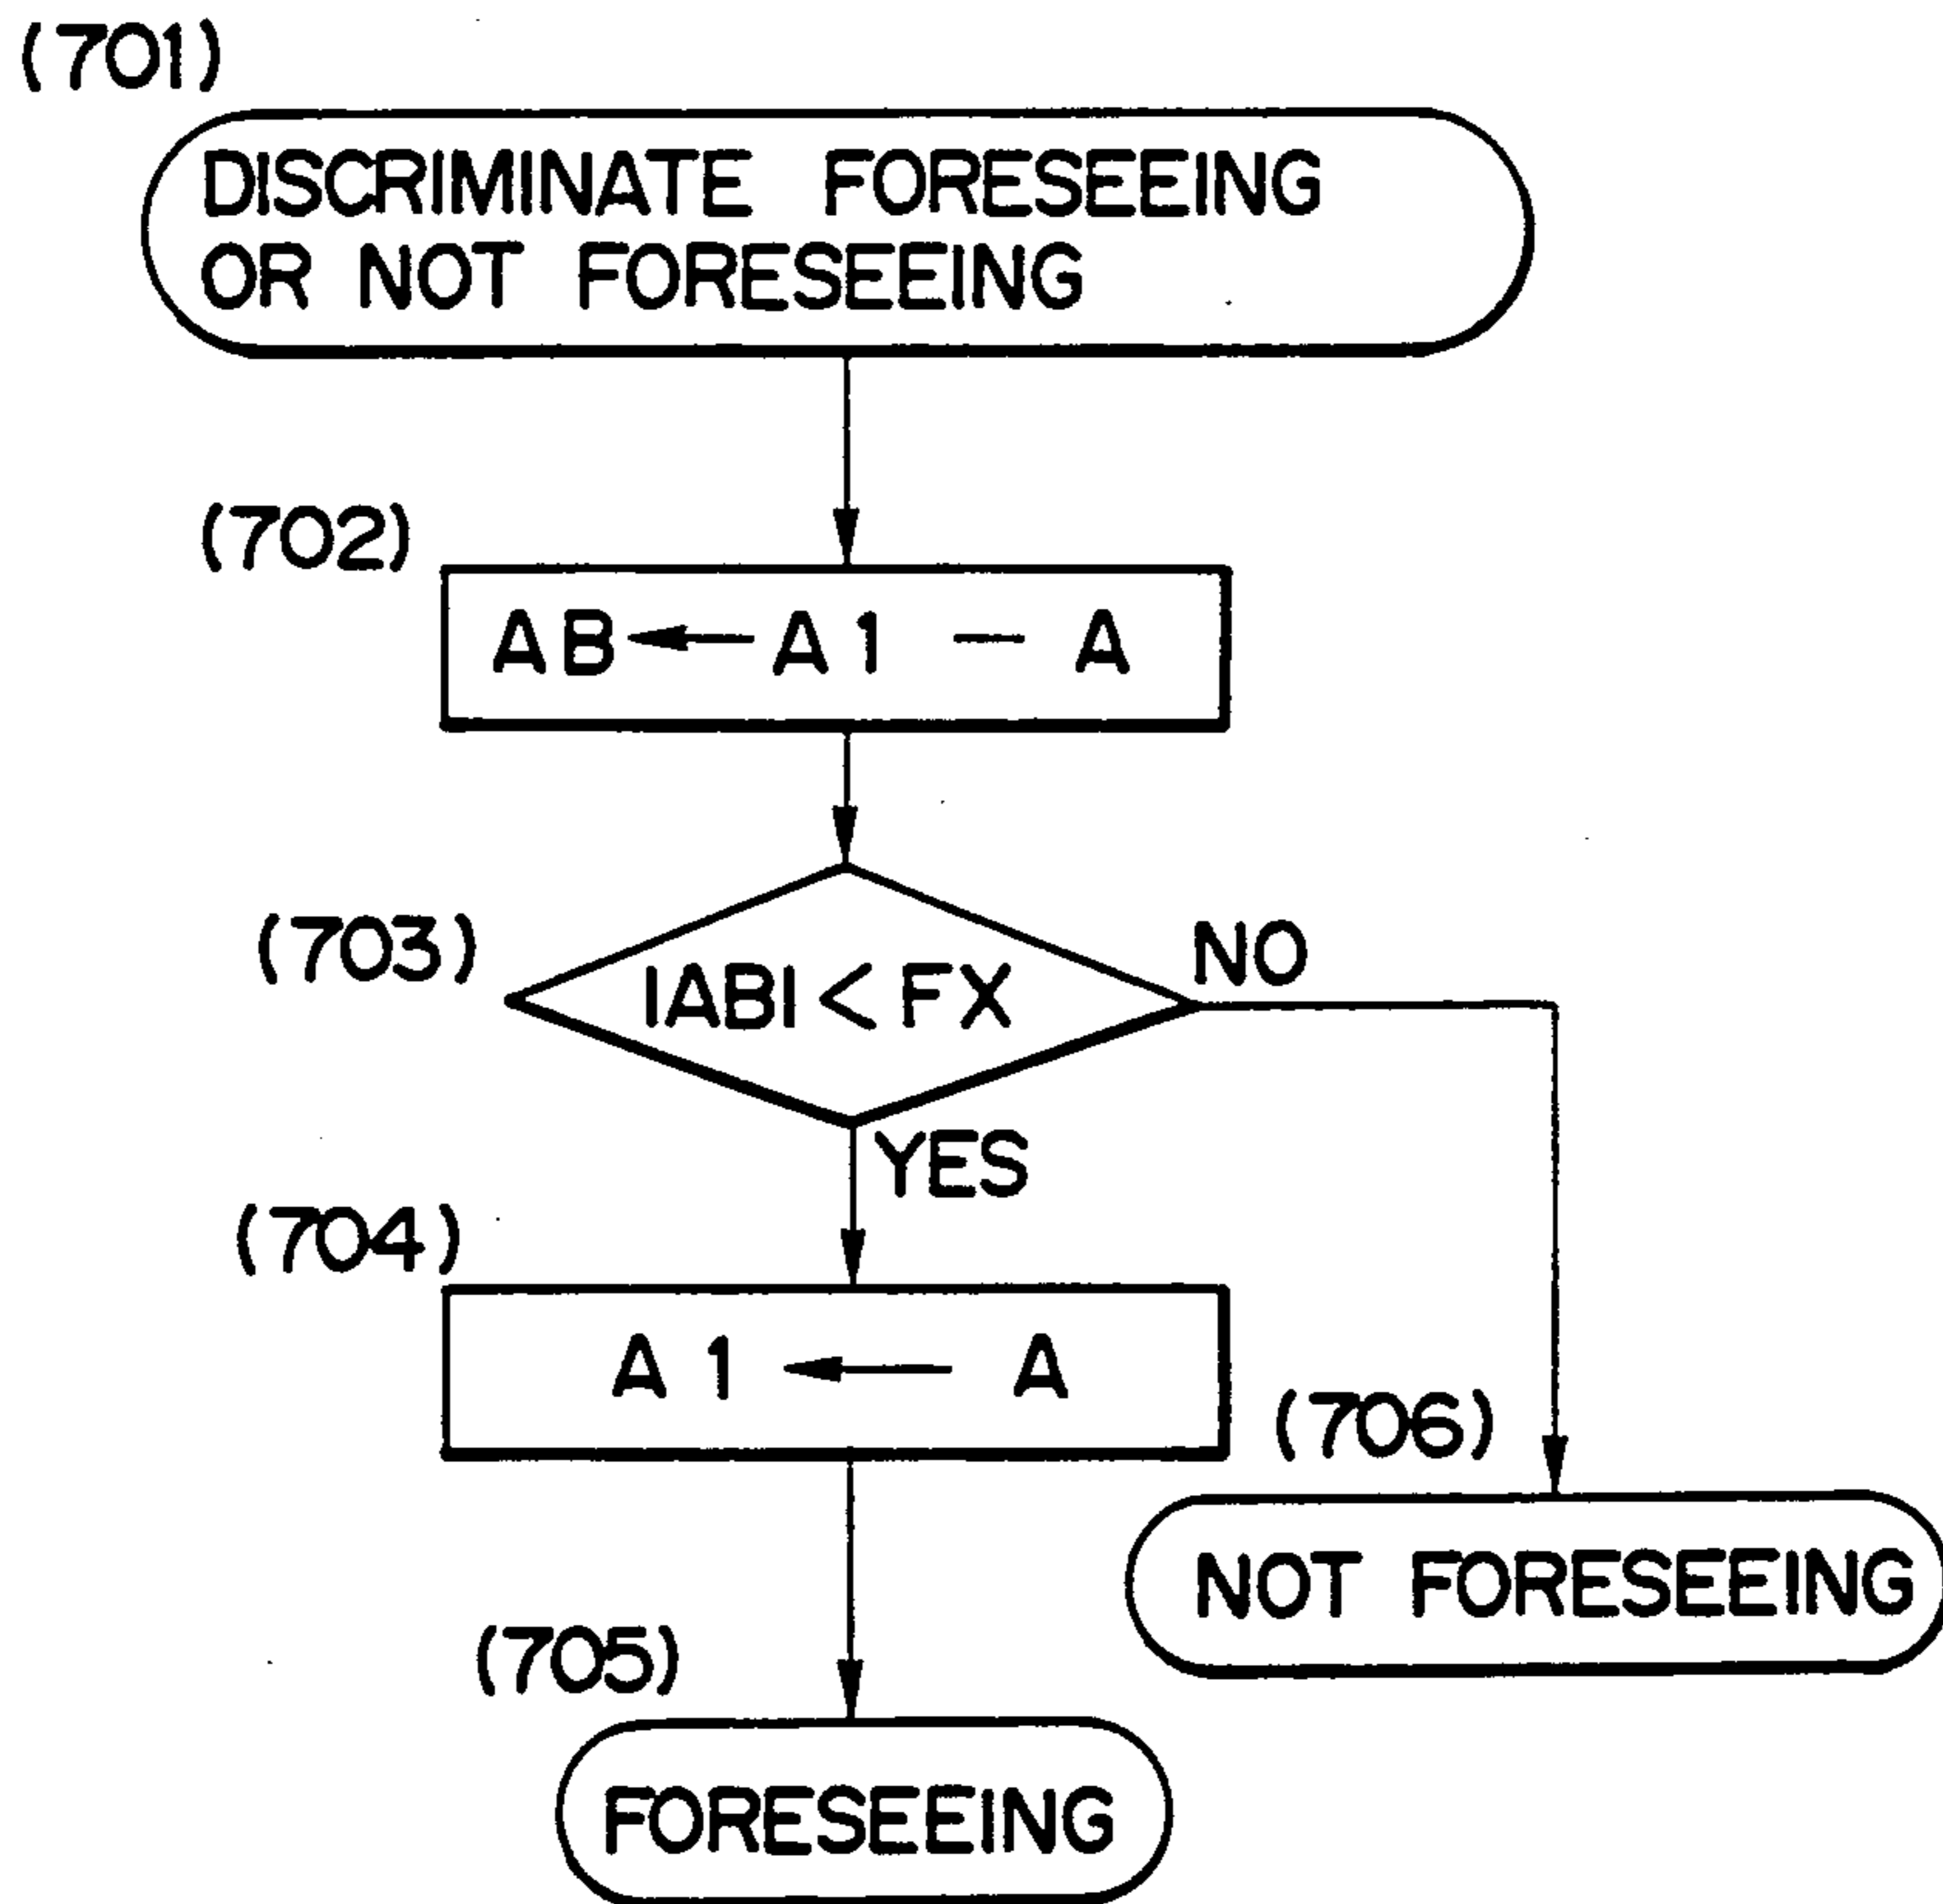 (701)
DISCRIMINATE FORESEEING
OR NOT FORESEEING
(702)
AB ← A1 — A
(703)
|AB| < FX
NO
YES
(704)
A1 ← A
(706)
NOT FORESEEING
(705)
FORESEEING